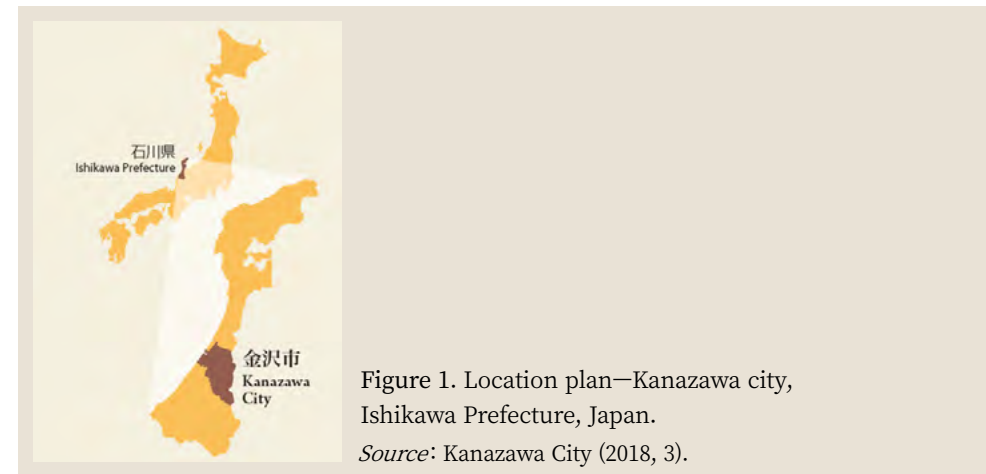 石川県
Ishikawa Prefecture
金沢市
Kanazawa
City
Figure 1. Location plan—Kanazawa city,
Ishikawa Prefecture, Japan.
Source: Kanazawa City (2018, 3).